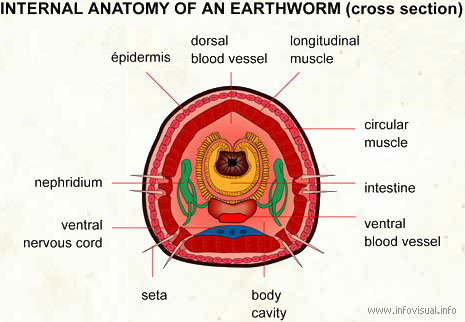 INTERNAL ANATOMY OF AN EARTHWORM (cross section)
épidermis
dorsal
blood vessel
longitudinal
muscle
circular
muscle
nephridium
intestine
ventral
nervous cord
ventral
blood vessel
seta
body
cavity
www.infovisual.info